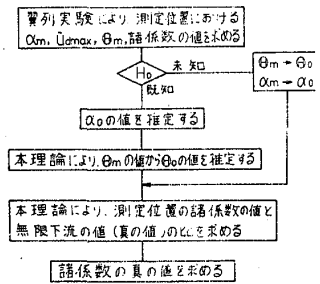 翼列実験により、測定位置における
αm, Ūdmax, Θm, 諸係数の値を求める
H₀
未知
既知
Θm → Θ₀
αm → α₀
α₀の値を推定する
本理論により、Θmの値からΘ₀の値を推定する
本理論により、測定位置の諸係数の値と
無限下流の値（真の値）の比を求める
諸係数の真の値を求める